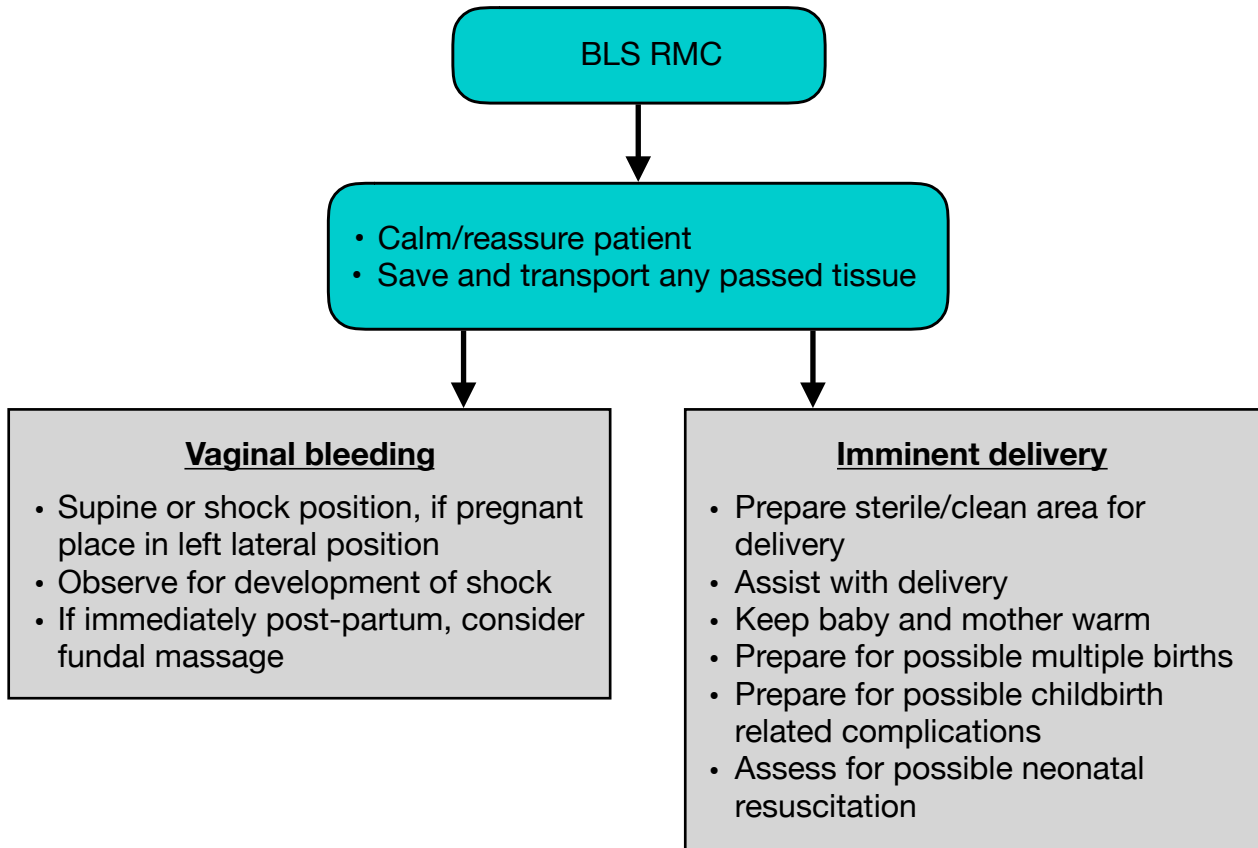 BLS RMC
• Calm/reassure patient
• Save and transport any passed tissue
Vaginal bleeding
• Supine or shock position, if pregnant
place in left lateral position
• Observe for development of shock
• If immediately post-partum, consider
fundal massage
Imminent delivery
• Prepare sterile/clean area for
delivery
• Assist with delivery
• Keep baby and mother warm
• Prepare for possible multiple births
• Prepare for possible childbirth
related complications
• Assess for possible neonatal
resuscitation